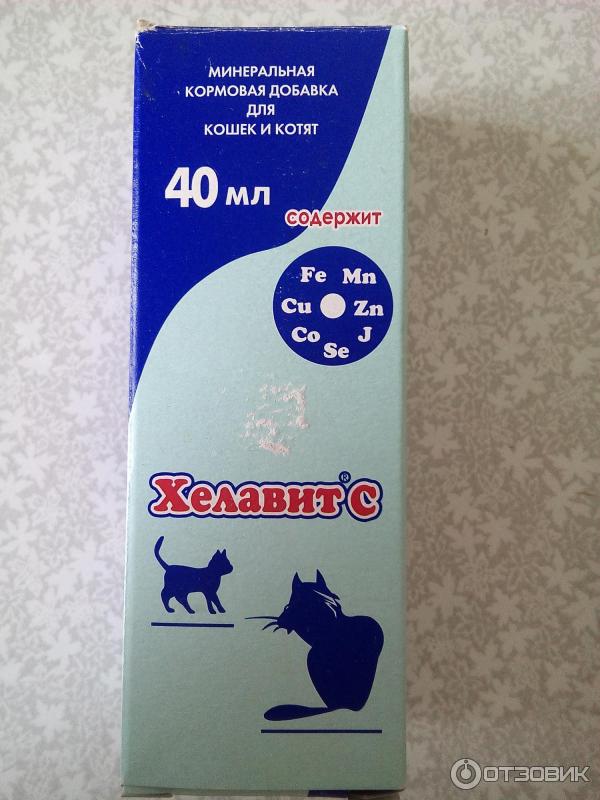 МИНЕРАЛЬНАЯ
КОРМОВАЯ ДОБАВКА
ДЛЯ
КОШЕК И КОТЯТ
40 мл
содержит
Fe Mn
Cu Zn
Co J
Se
Хелавит® С
ОТЗОВИК